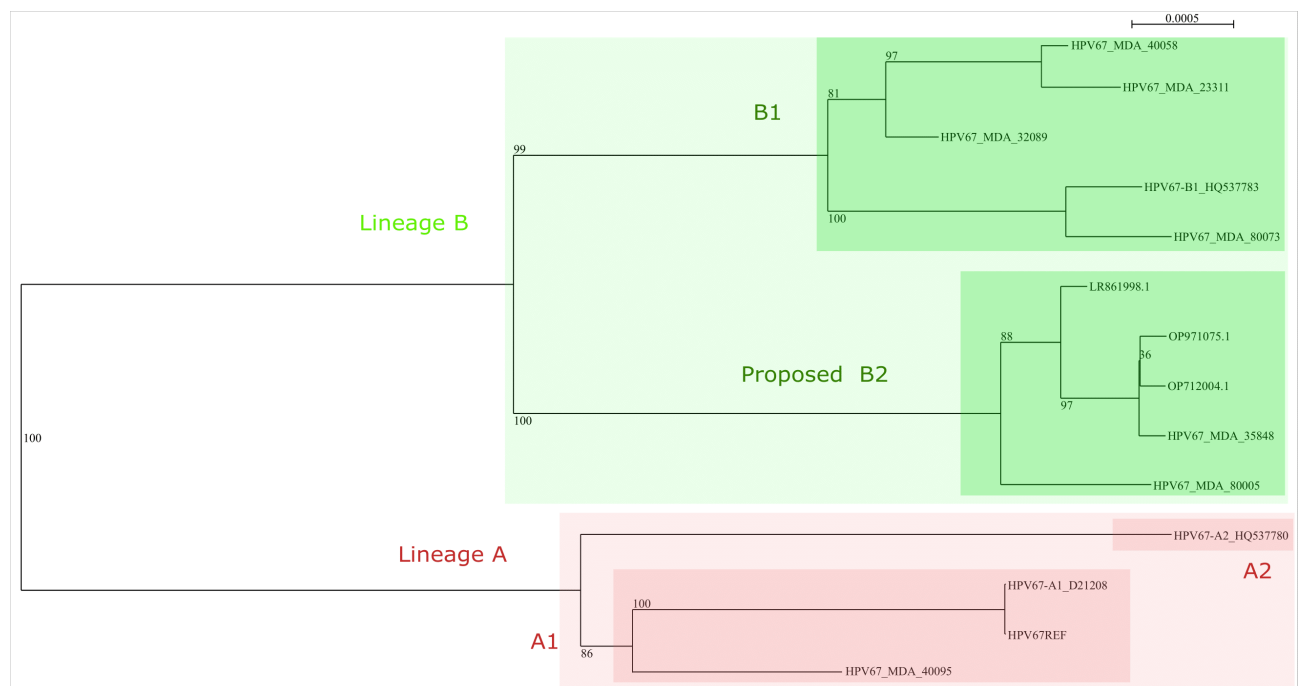 0.0005
HPV67_MDA_40058
97
HPV67_MDA_23311
81
B1
HPV67_MDA_32089
99
HPV67-B1_HQ537783
100
Lineage B
HPV67_MDA_80073
LR861998.1
88
OP971075.1
36
Proposed B2
OP712004.1
97
100
HPV67_MDA_35848
100
HPV67_MDA_80005
HPV67-A2_HQ537780
Lineage A
A2
HPV67-A1_D21208
100
HPV67REF
A1
86
HPV67_MDA_40095